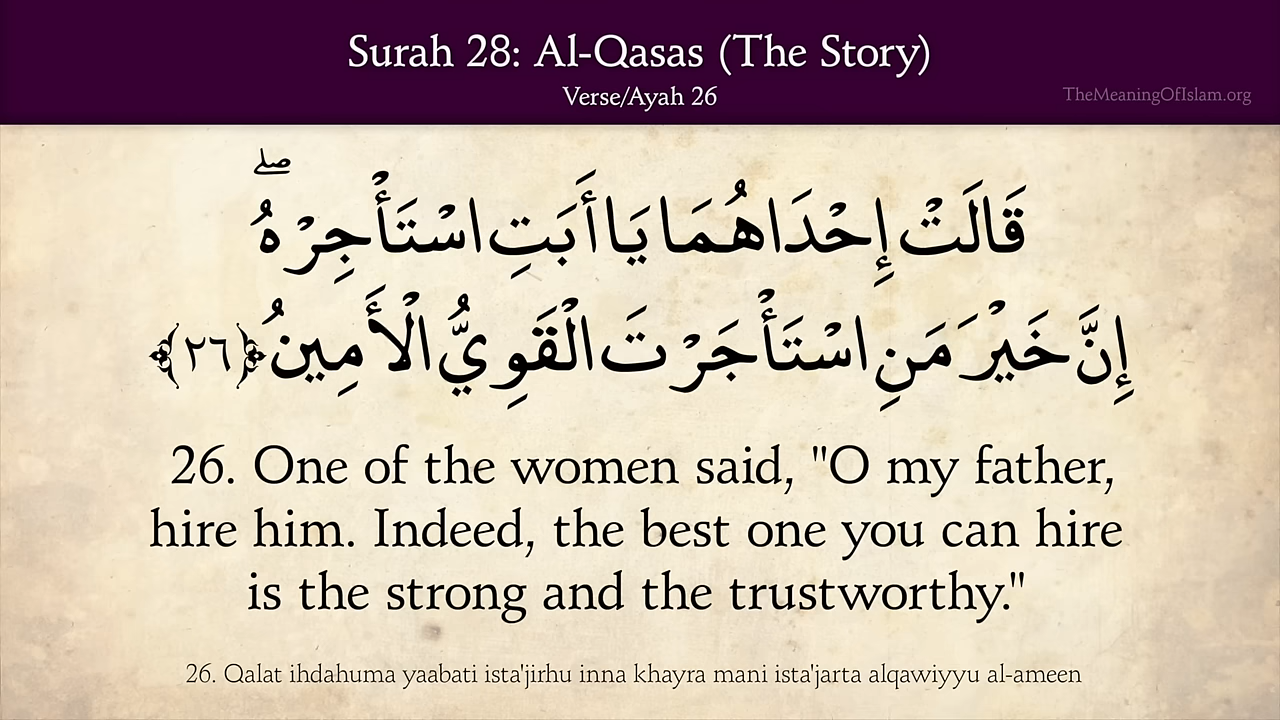 Surah 28: Al-Qasas (The Story)
Verse/Ayah 26
TheMeaningOfIslam.org
قَالَتْ إِحْدَاهُمَا يَا أَبَتِ اسْتَأْجِرْهُ ۖ
إِنَّ خَيْرَ مَنِ اسْتَأْجَرْتَ الْقَوِيُّ الْأَمِينُ ﴿٢٦﴾
26. One of the women said, "O my father,
hire him. Indeed, the best one you can hire
is the strong and the trustworthy."
26. Qalat ihdahuma yaabati ista'jirhu inna khayra mani ista'jarta alqawiyyu al-ameen